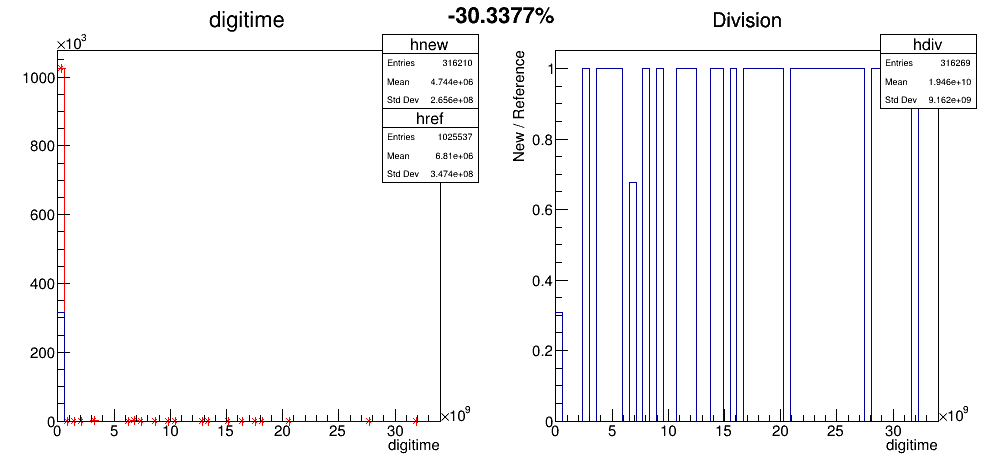 -30.3377%
digitime
×10³
hnew
Entries 316210
Mean 4.744e+06
Std Dev 2.656e+08
href
Entries 1025537
Mean 6.81e+06
Std Dev 3.474e+08
1000
800
600
400
200
0
0 5 10 15 20 25 30
×10⁹
digitime
Division
hdiv
Entries 316269
Mean 1.946e+10
Std Dev 9.162e+09
New / Reference
1
0.8
0.6
0.4
0.2
0
0 5 10 15 20 25 30
×10⁹
digitime